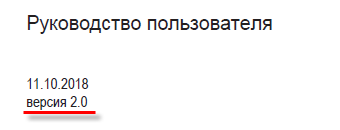 Руководство пользователя
11.10.2018
версия 2.0